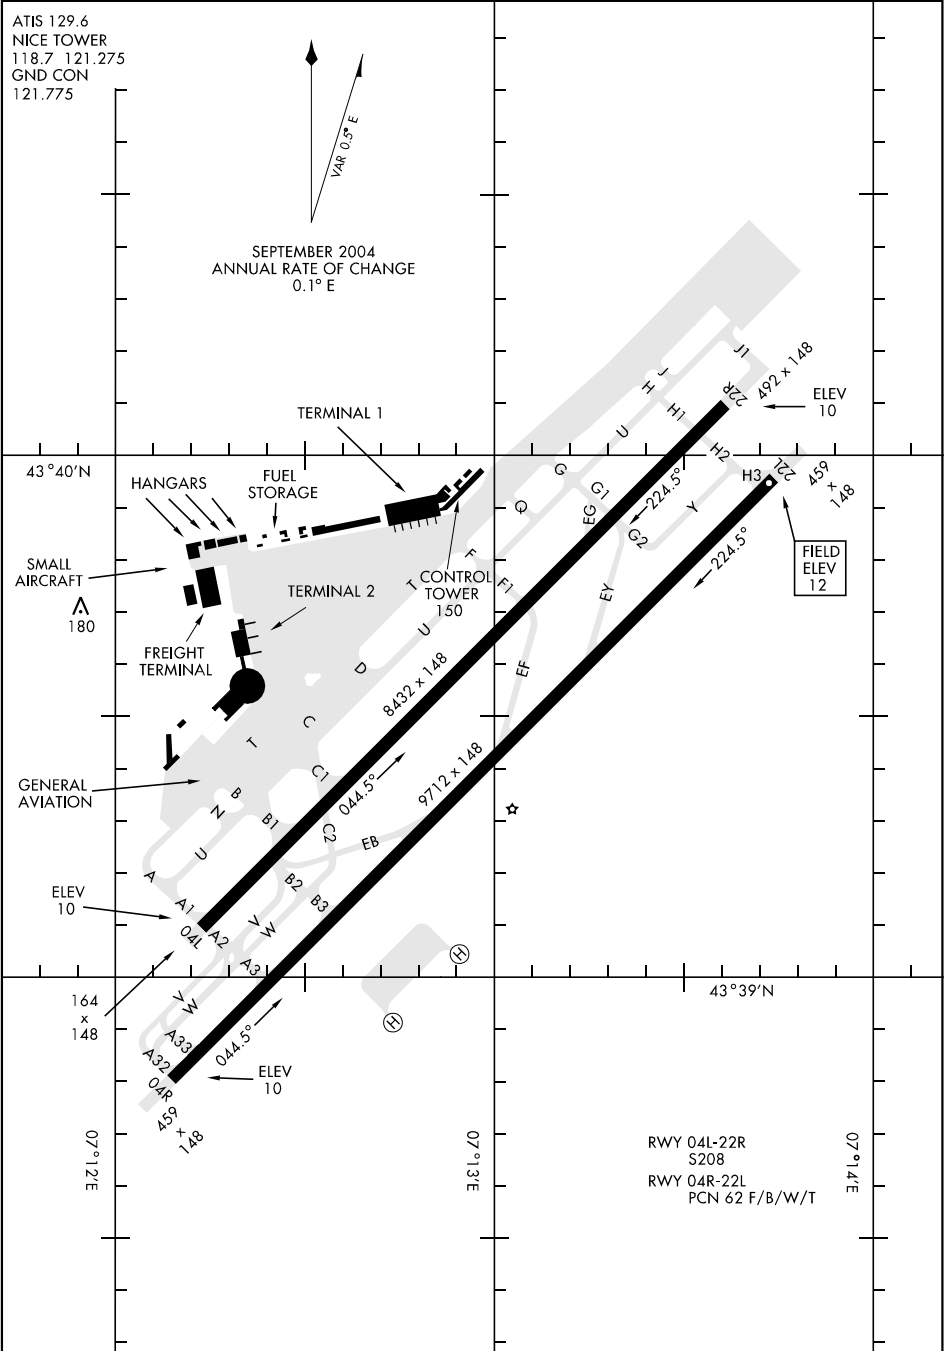 ATIS 129.6
NICE TOWER
118.7 121.275
GND CON
121.775
VAR 0.5° E
SEPTEMBER 2004
ANNUAL RATE OF CHANGE
0.1° E
J1
492 x 148
J
22R
H
ELEV
10
H1
TERMINAL 1
U
H2
43°40'N
22L
459
x
148
HANGARS
FUEL
STORAGE
G
H3
G1
224.5°
Q
EG
Y
G2
224.5°
FIELD
ELEV
12
SMALL
AIRCRAFT
180
F
T
F1
CONTROL
TOWER
150
EY
TERMINAL 2
U
FREIGHT
TERMINAL
D
8432 x 148
EF
C
T
C1
044.5°
9712 x 148
GENERAL
AVIATION
B
N
B1
C2
EB
U
A
B2
ELEV
10
A1
B3
V
W
04L
A2
A3
H
43°39'N
164
x
148
V
W
H
A33
044.5°
A32
ELEV
10
04R
459
x
148
07°12'E
07°13'E
07°14'E
RWY 04L-22R
S208
RWY 04R-22L
PCN 62 F/B/W/T